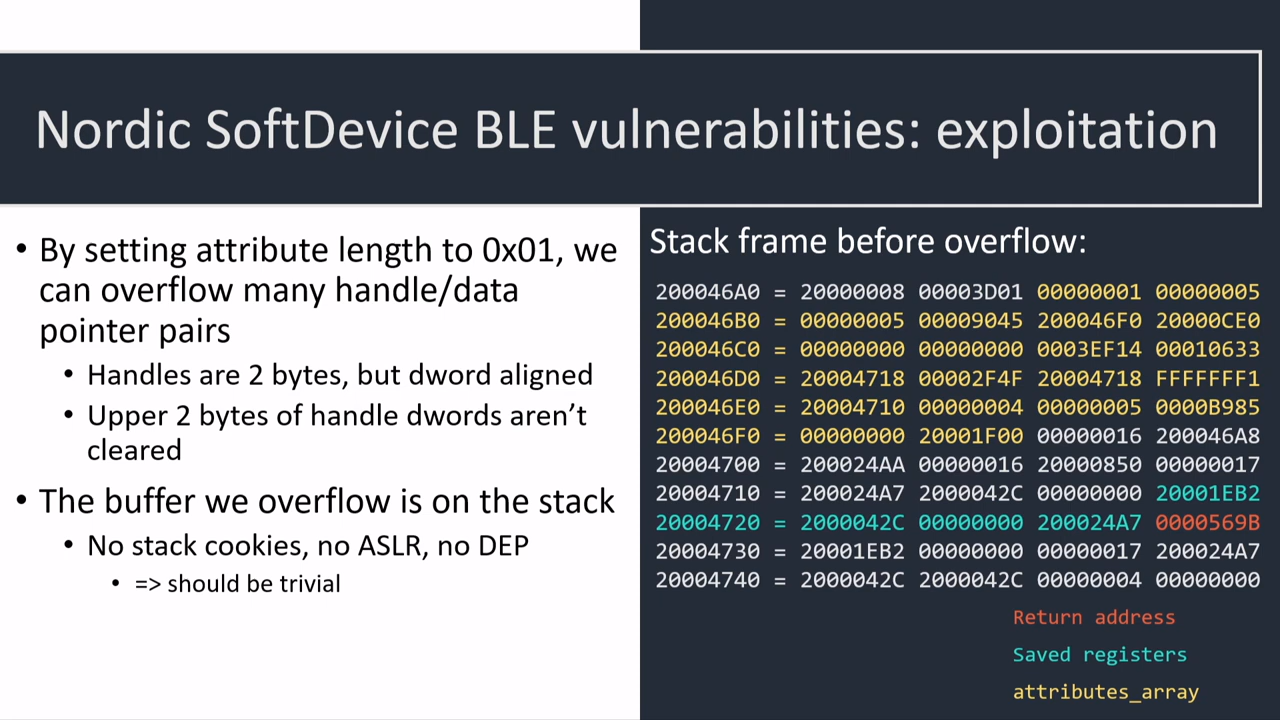 Nordic SoftDevice BLE vulnerabilities: exploitation
• By setting attribute length to 0x01, we
can overflow many handle/data
pointer pairs
• Handles are 2 bytes, but dword aligned
• Upper 2 bytes of handle dwords aren’t
cleared
• The buffer we overflow is on the stack
• No stack cookies, no ASLR, no DEP
• => should be trivial
Stack frame before overflow:
200046A0 = 20000008 00003D01 00000001 00000005
200046B0 = 00000005 00009045 200046F0 20000CE0
200046C0 = 00000000 00000000 0003EF14 00010633
200046D0 = 20004718 00002F4F 20004718 FFFFFFF1
200046E0 = 20004710 00000004 00000005 0000B985
200046F0 = 00000000 20001F00 00000016 200046A8
20004700 = 200024AA 00000016 20000850 00000017
20004710 = 200024A7 2000042C 00000000 20001EB2
20004720 = 2000042C 00000000 200024A7 0000569B
20004730 = 20001EB2 00000000 00000017 200024A7
20004740 = 2000042C 2000042C 00000004 00000000
Return address
Saved registers
attributes_array